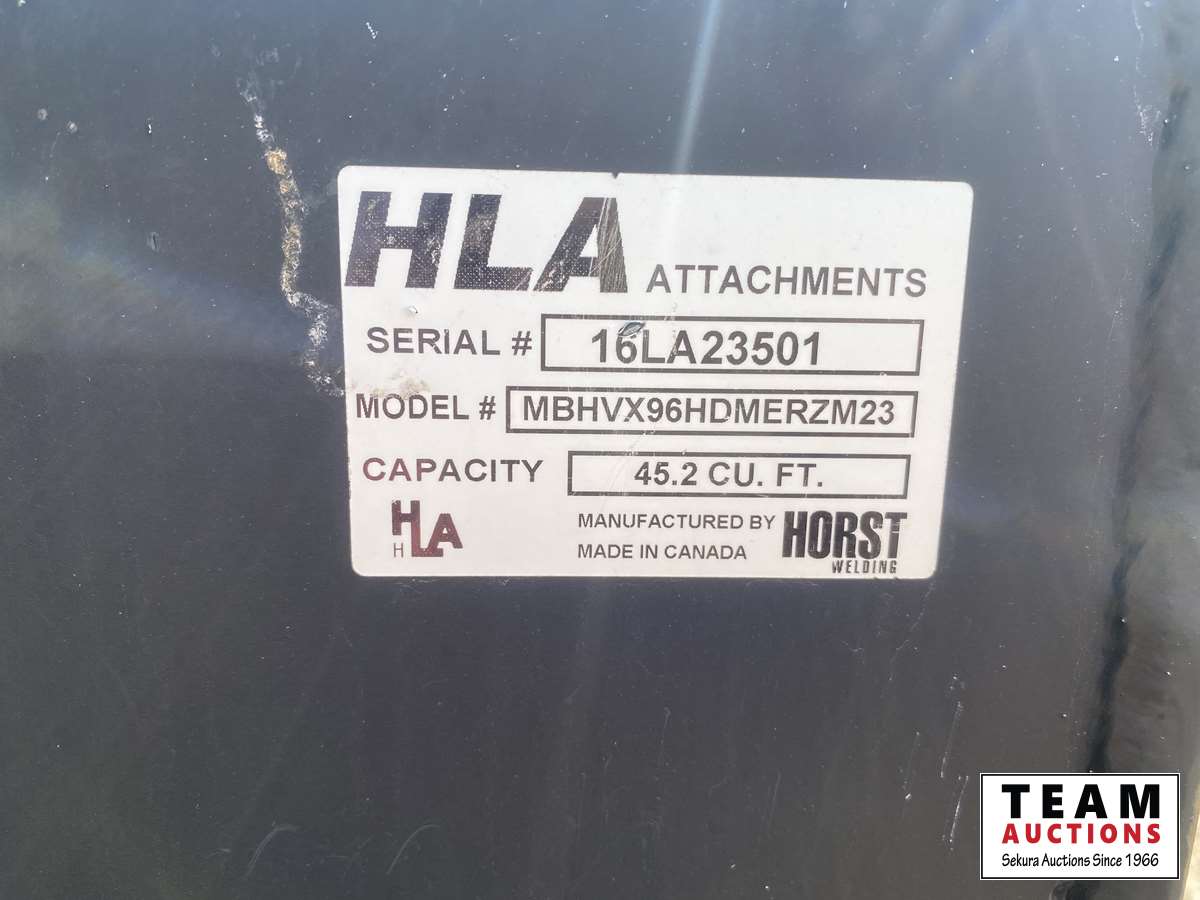 HLA ATTACHMENTS
SERIAL # 16LA23501
MODEL # MBHVX96HDMERZM23
CAPACITY 45.2 CU. FT.
HLA
H
MANUFACTURED BY HORST
WELDING
MADE IN CANADA
TEAM
AUCTIONS
Sekura Auctions Since 1966